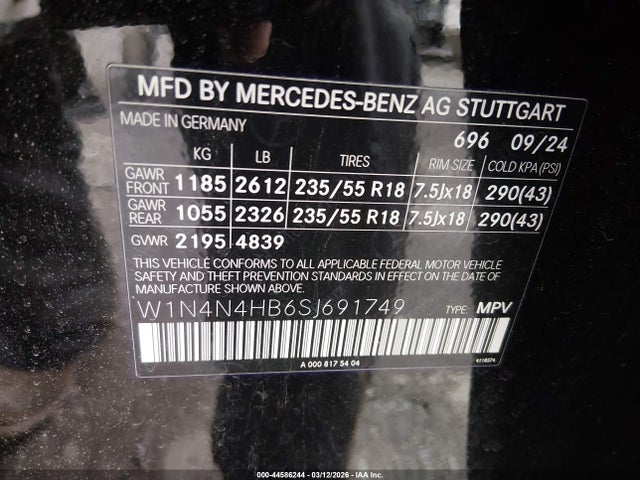 MFD BY MERCEDES-BENZ AG STUTTGART
MADE IN GERMANY
696 09/24
KG LB TIRES RIM SIZE COLD KPA (PSI)
GAWR FRONT 1185 2612 235/55 R18 7.5Jx18 290(43)
GAWR REAR 1055 2326 235/55 R18 7.5Jx18 290(43)
GVWR 2195 4839
THIS VEHICLE CONFORMS TO ALL APPLICABLE FEDERAL MOTOR VEHICLE
SAFETY AND THEFT PREVENTION STANDARDS IN EFFECT ON THE DATE OF
MANUFACTURE SHOWN ABOVE.
W1N4N4HB6SJ691749 TYPE: MPV
A 000 817 54 04
000-44586244 - 03/12/2026 - IAA Inc.